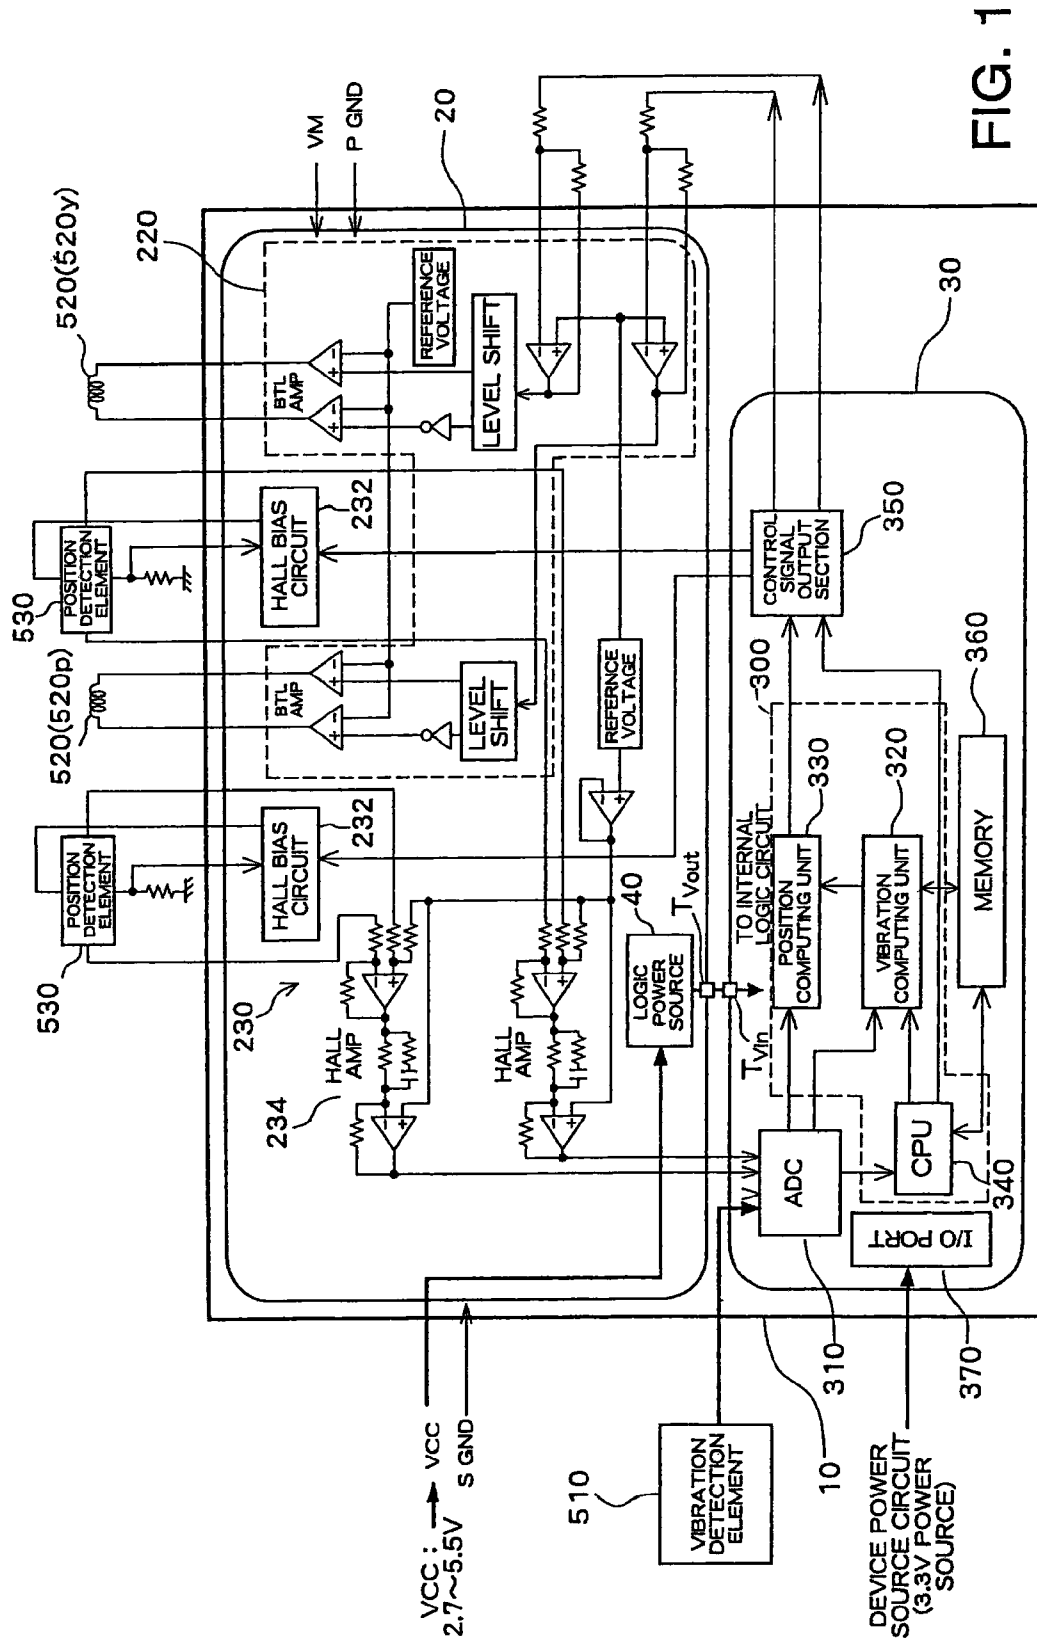 FIG. 1
520(520y)
220
VM
P GND
20
530
POSITION
DETECTION
ELEMENT
520(520p)
530
POSITION
DETECTION
ELEMENT
BTL
AMP
REFERENCE
VOLTAGE
LEVEL SHIFT
HALL BIAS
CIRCUIT
232
BTL
AMP
LEVEL
SHIFT
HALL BIAS
CIRCUIT
232
230
HALL
AMP
234
HALL
AMP
REFERNCE
VOLTAGE
40
LOGIC
POWER
SOURCE
TVout
TVin
TO INTERNAL
LOGIC CIRCUIT
VCC :
2.7~5.5V
VCC
S GND
510
VIBRATION
DETECTION
ELEMENT
10
30
CONTROL
SIGNAL
OUTPUT
SECTION
350
300
POSITION
COMPUTING UNIT
330
VIBRATION
COMPUTING UNIT
320
MEMORY
360
ADC
310
CPU
340
I/O PORT
370
DEVICE POWER
SOURCE CIRCUIT
(3.3V POWER
SOURCE)